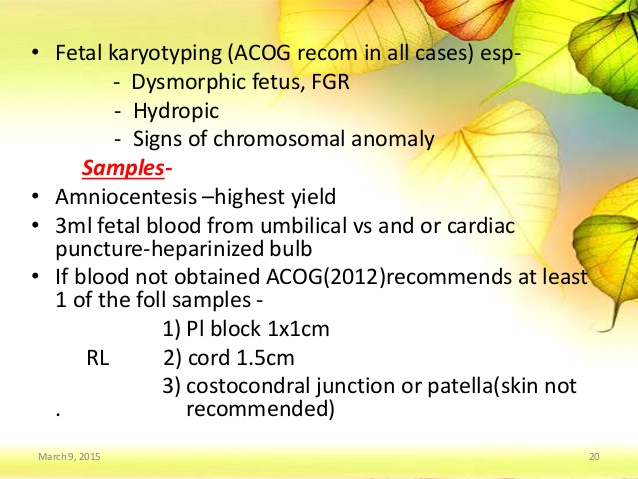 • Fetal karyotyping (ACOG recom in all cases) esp-
- Dysmorphic fetus, FGR
- Hydropic
- Signs of chromosomal anomaly
Samples-
• Amniocentesis –highest yield
• 3ml fetal blood from umbilical vs and or cardiac
puncture-heparinized bulb
• If blood not obtained ACOG(2012)recommends at least
1 of the foll samples -
1) Pl block 1x1cm
RL 2) cord 1.5cm
3) costocondral junction or patella(skin not
. recommended)
March 9, 2015 20